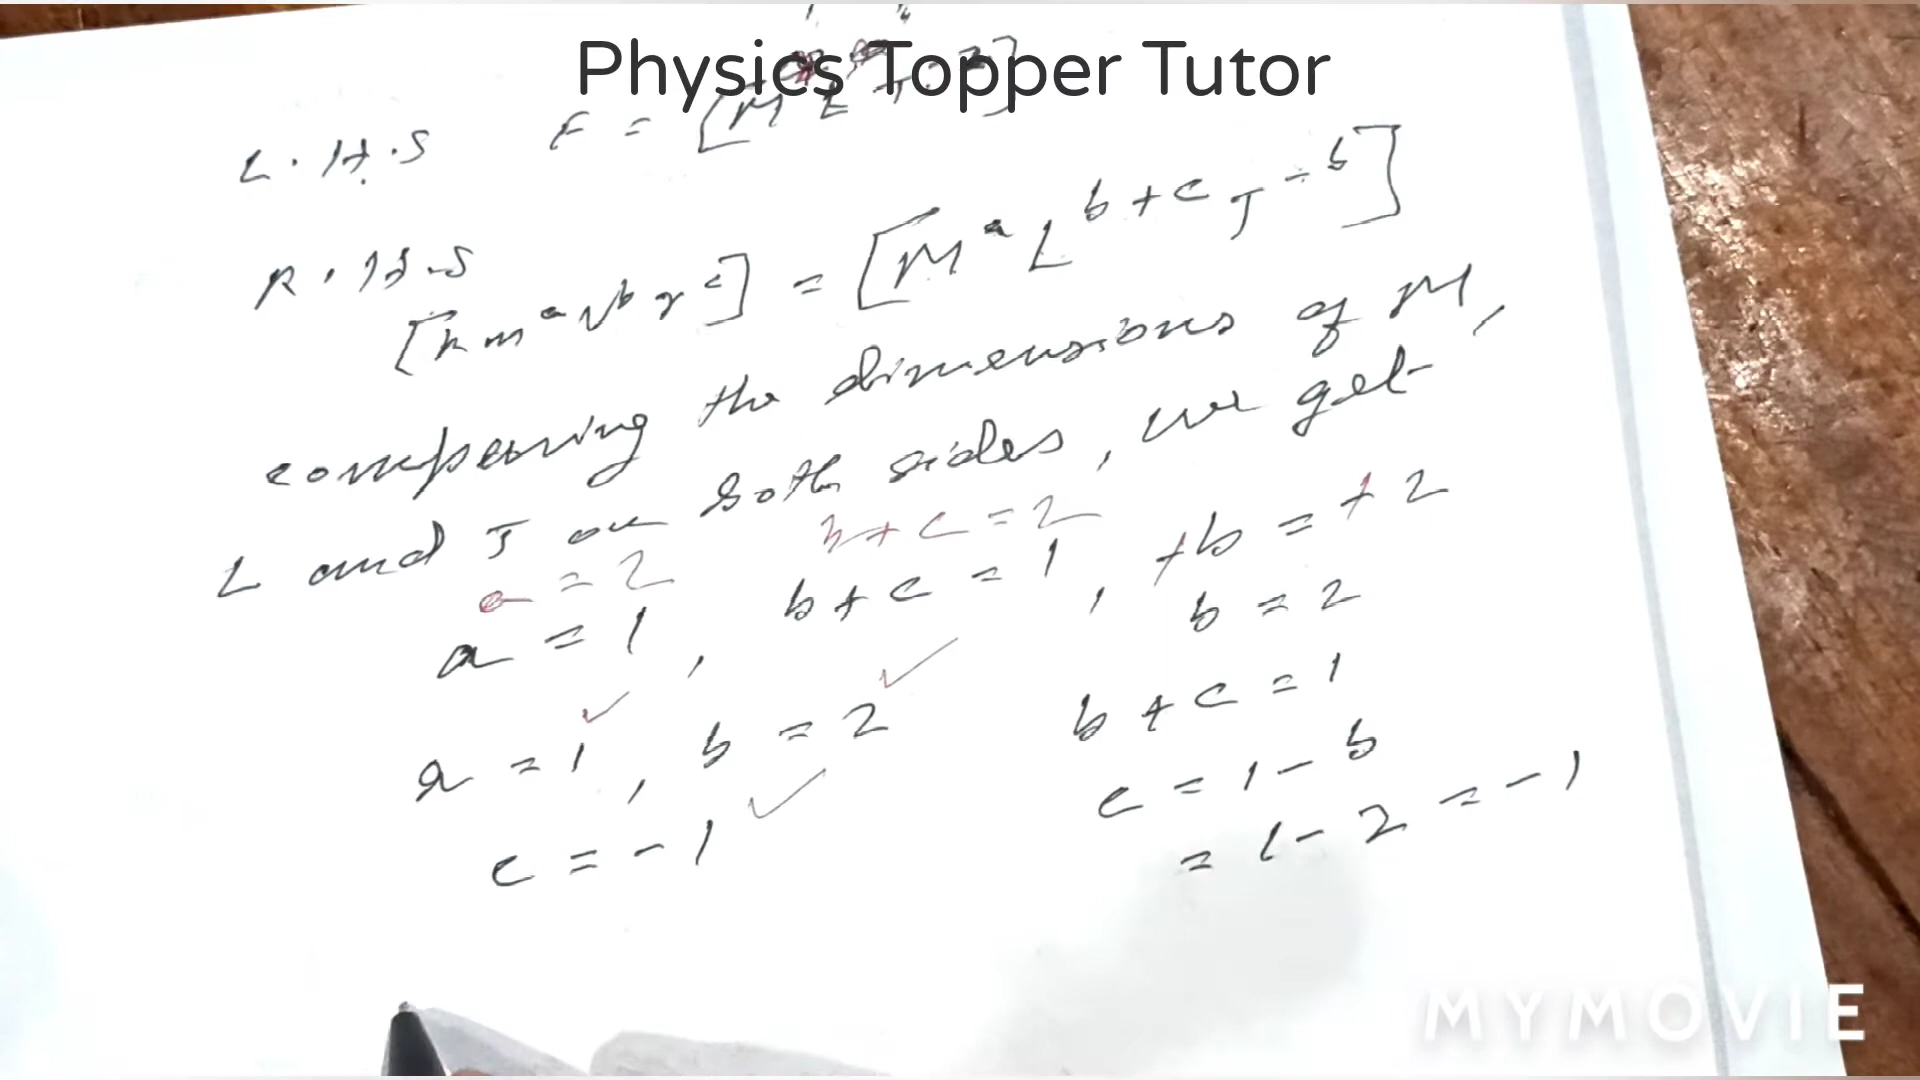 Physics Topper Tutor
L.H.S F = [M L T
R.H.S
[k m^a v^b r^c] = [M^a L^b+c T^-b]
comparing the dimensions of M,
L and T on both sides, we get
a = 2 b+c=2
a = 1, b+c = 1, +b = +2
b = 2
a = 1, b = 2 b+c = 1
c = -1 c = 1 - b
= 1 - 2 = -1
MYMOVIE